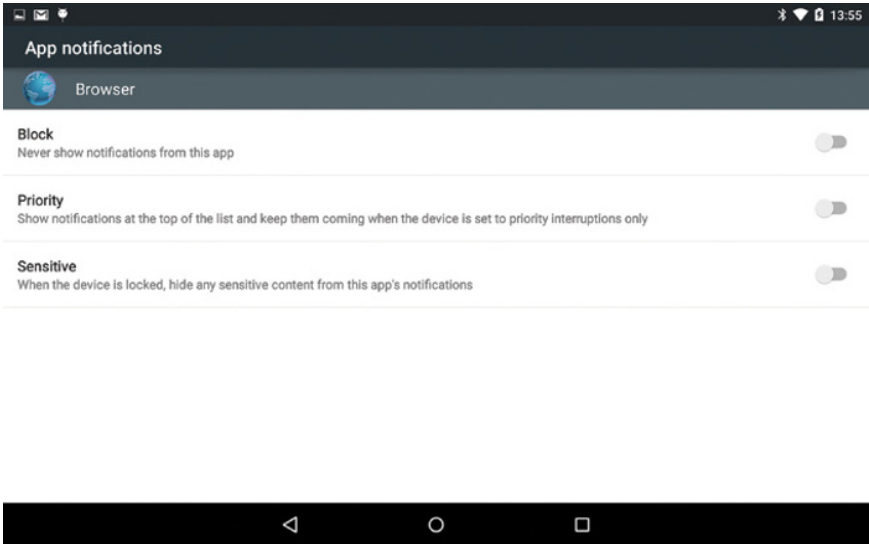 13:55
App notifications
Browser
Block
Never show notifications from this app
Priority
Show notifications at the top of the list and keep them coming when the device is set to priority interruptions only
Sensitive
When the device is locked, hide any sensitive content from this app's notifications